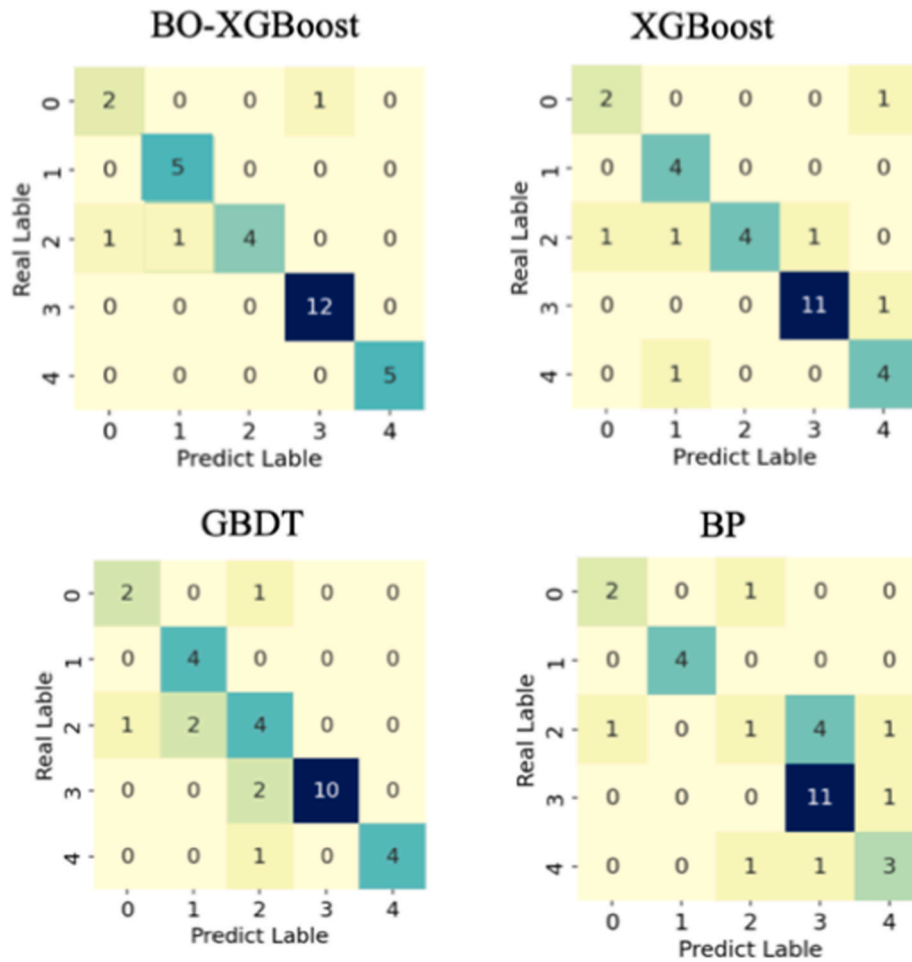 BO-XGBoost
Real Lable
0 2 0 0 1 0
1 0 5 0 0 0
2 1 1 4 0 0
3 0 0 0 12 0
4 0 0 0 0 5
0 1 2 3 4
Predict Lable
XGBoost
Real Lable
0 2 0 0 0 1
1 0 4 0 0 0
2 1 1 4 1 0
3 0 0 0 11 1
4 0 1 0 0 4
0 1 2 3 4
Predict Lable
GBDT
Real Lable
0 2 0 1 0 0
1 0 4 0 0 0
2 1 2 4 0 0
3 0 0 2 10 0
4 0 0 1 0 4
0 1 2 3 4
Predict Lable
BP
Real Lable
0 2 0 1 0 0
1 0 4 0 0 0
2 1 0 1 4 1
3 0 0 0 11 1
4 0 0 1 1 3
0 1 2 3 4
Predict Lable